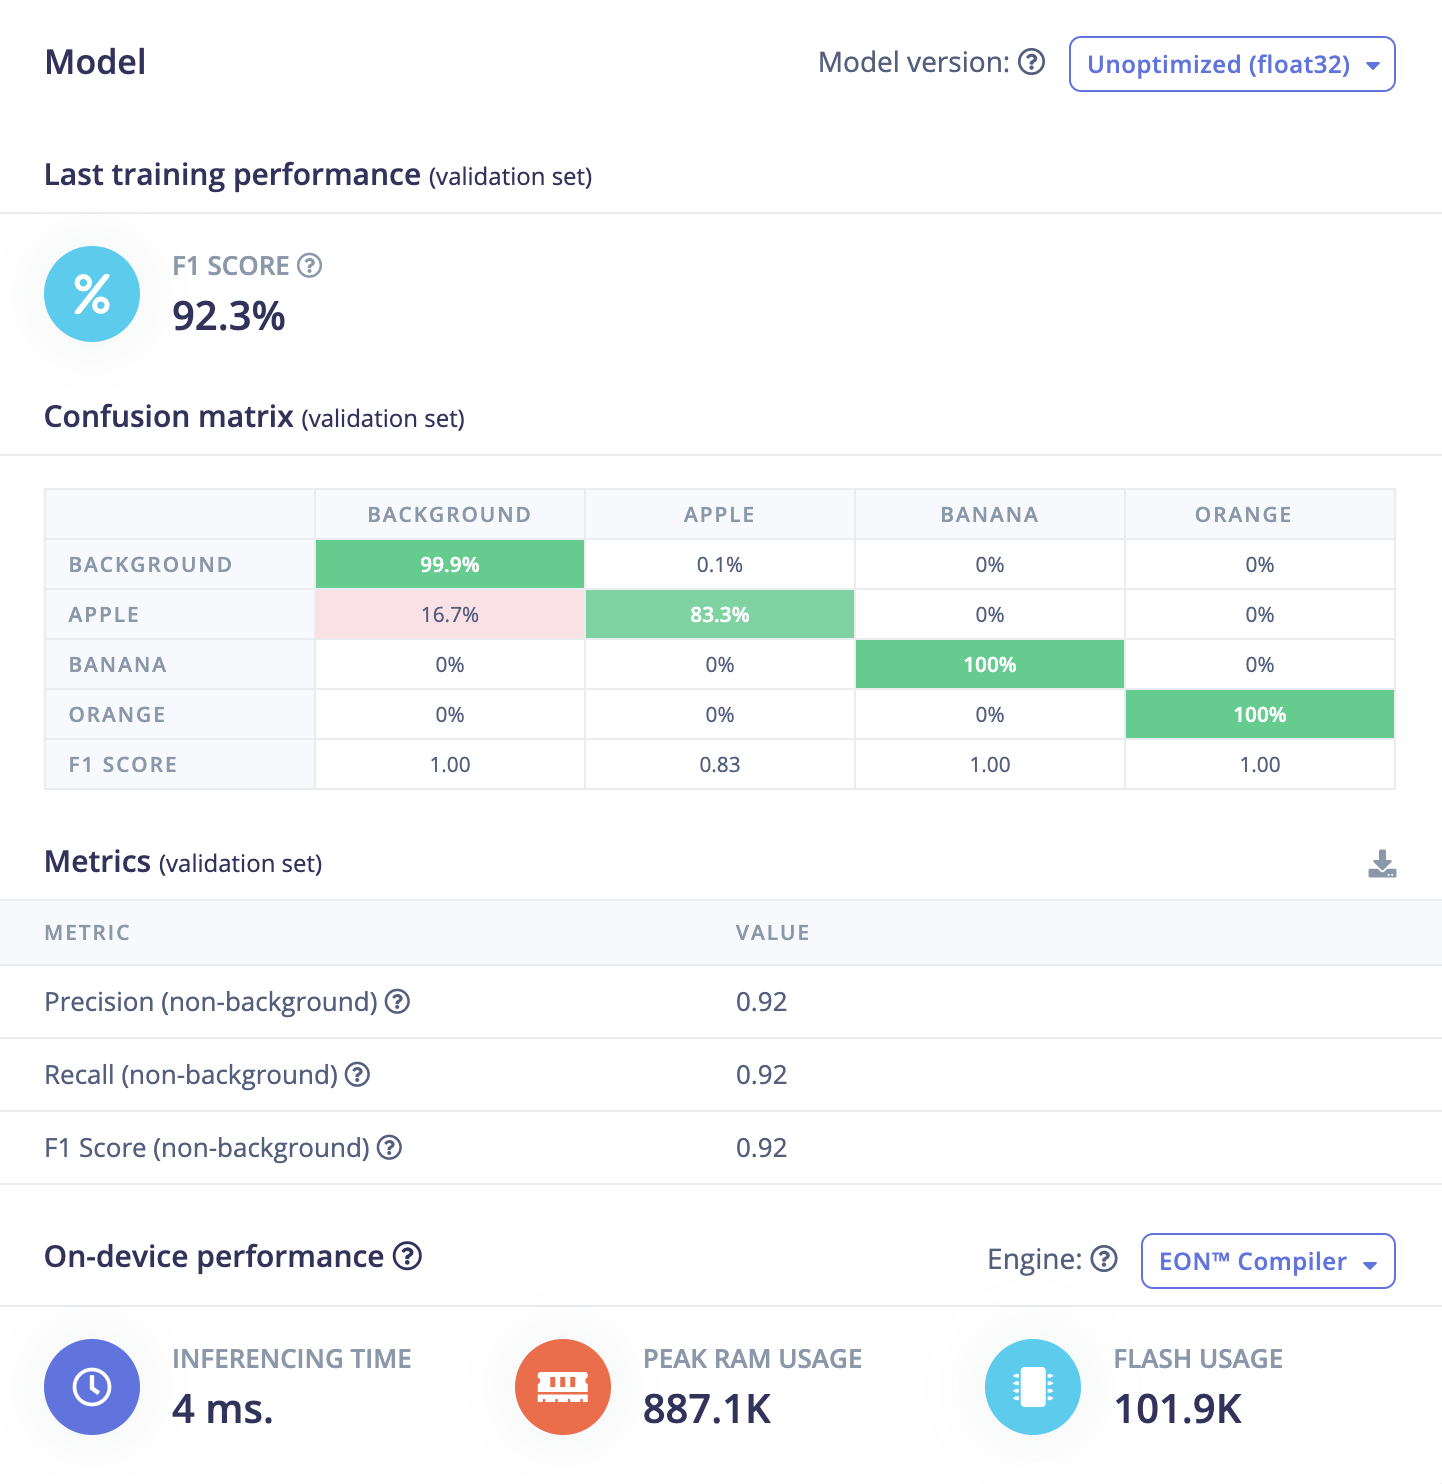 Model
Model version: Unoptimized (float32)
Last training performance (validation set)
F1 SCORE
92.3%
Confusion matrix (validation set)
BACKGROUND APPLE BANANA ORANGE
BACKGROUND 99.9% 0.1% 0% 0%
APPLE 16.7% 83.3% 0% 0%
BANANA 0% 0% 100% 0%
ORANGE 0% 0% 0% 100%
F1 SCORE 1.00 0.83 1.00 1.00
Metrics (validation set)
METRIC VALUE
Precision (non-background) 0.92
Recall (non-background) 0.92
F1 Score (non-background) 0.92
On-device performance
Engine: EON™ Compiler
INFERENCING TIME
4 ms.
PEAK RAM USAGE
887.1K
FLASH USAGE
101.9K